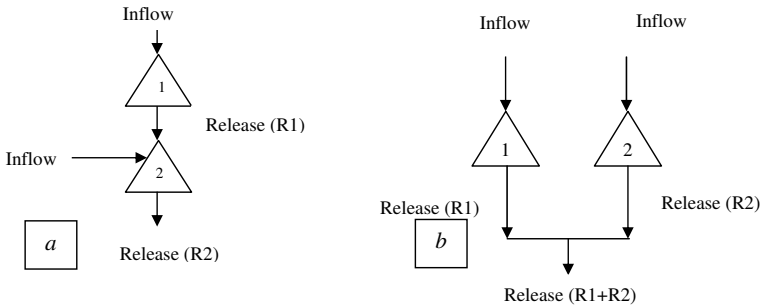 Inflow
1
Release (R1)
Inflow
2
a
Release (R2)
Inflow
Inflow
1
2
Release (R1)
Release (R2)
b
Release (R1+R2)